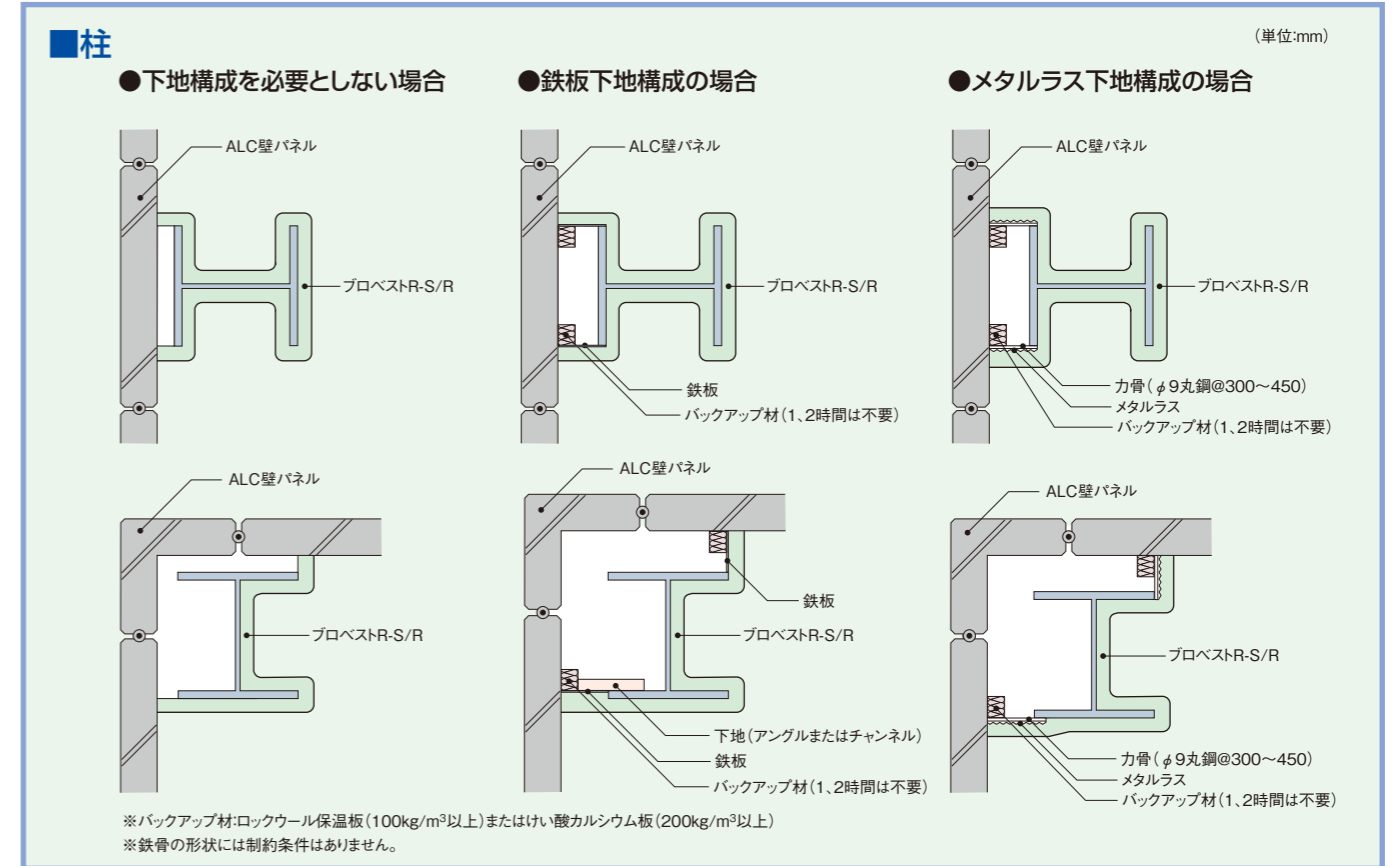 ■柱
(単位:mm)
●下地構成を必要としない場合
●鉄板下地構成の場合
●メタルラス下地構成の場合
ALC壁パネル
ブロベストR-S/R
ALC壁パネル
ブロベストR-S/R
鉄板
バックアップ材(1、2時間は不要)
ALC壁パネル
ブロベストR-S/R
力骨(φ9丸鋼@300〜450)
メタルラス
バックアップ材(1、2時間は不要)
ALC壁パネル
ブロベストR-S/R
ALC壁パネル
鉄板
ブロベストR-S/R
下地(アングルまたはチャンネル)
鉄板
バックアップ材(1、2時間は不要)
ALC壁パネル
ブロベストR-S/R
力骨(φ9丸鋼@300〜450)
メタルラス
バックアップ材(1、2時間は不要)
※バックアップ材:ロックウール保温板(100kg/m³以上)またはけい酸カルシウム板(200kg/m³以上)
※鉄骨の形状には制約条件はありません。